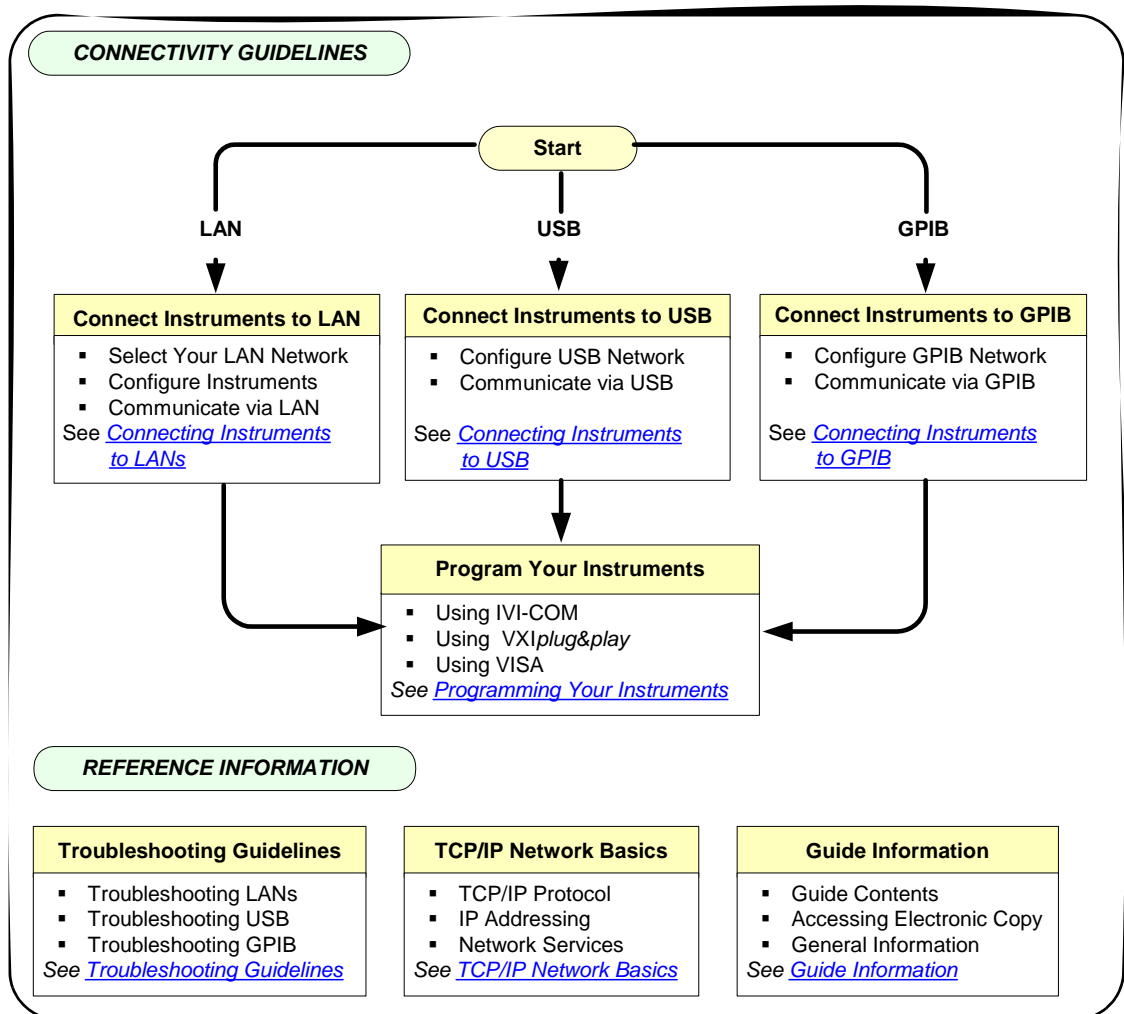 CONNECTIVITY GUIDELINES
Start
LAN
USB
GPIB
Connect Instruments to LAN
▪ Select Your LAN Network
▪ Configure Instruments
▪ Communicate via LAN
See Connecting Instruments
to LANs
Connect Instruments to USB
▪ Configure USB Network
▪ Communicate via USB
See Connecting Instruments
to USB
Connect Instruments to GPIB
▪ Configure GPIB Network
▪ Communicate via GPIB
See Connecting Instruments
to GPIB
Program Your Instruments
▪ Using IVI-COM
▪ Using VXIplug&play
▪ Using VISA
See Programming Your Instruments
REFERENCE INFORMATION
Troubleshooting Guidelines
▪ Troubleshooting LANs
▪ Troubleshooting USB
▪ Troubleshooting GPIB
See Troubleshooting Guidelines
TCP/IP Network Basics
▪ TCP/IP Protocol
▪ IP Addressing
▪ Network Services
See TCP/IP Network Basics
Guide Information
▪ Guide Contents
▪ Accessing Electronic Copy
▪ General Information
See Guide Information